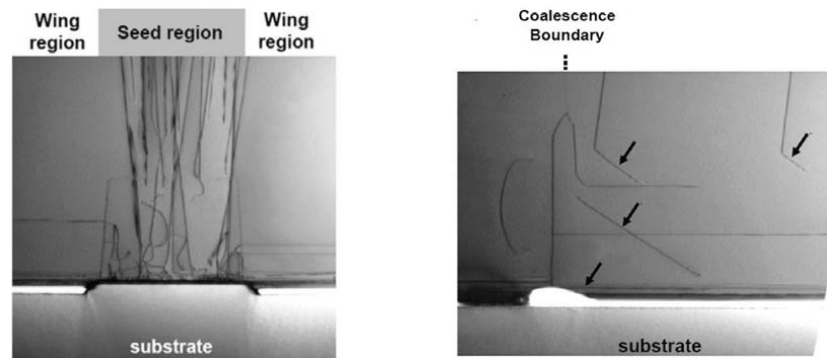 Wing
region
Seed region
Wing
region
substrate
Coalescence
Boundary
substrate